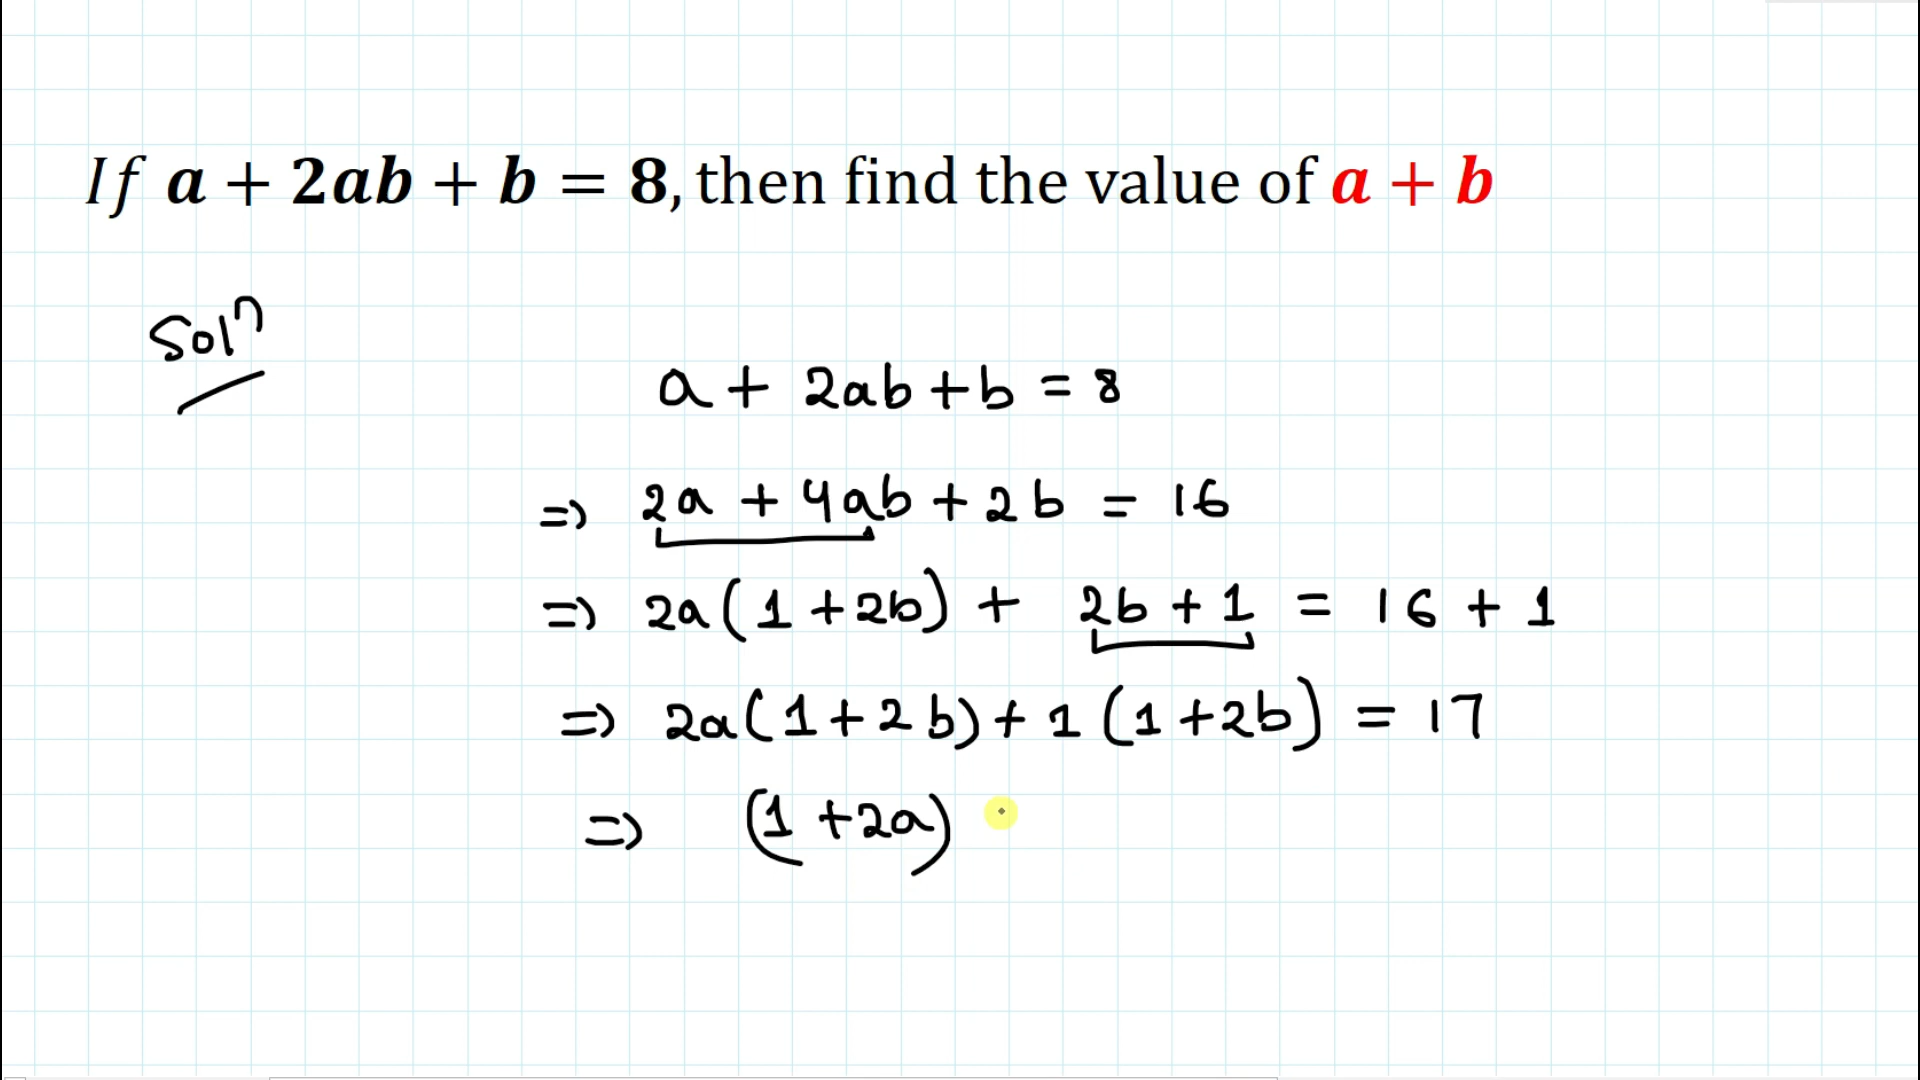 If a + 2ab + b = 8, then find the value of a + b
Solⁿ
a + 2ab + b = 8
=> 2a + 4ab + 2b = 16
=> 2a(1 + 2b) + 2b + 1 = 16 + 1
=> 2a(1 + 2b) + 1(1 + 2b) = 17
=> (1 + 2a)